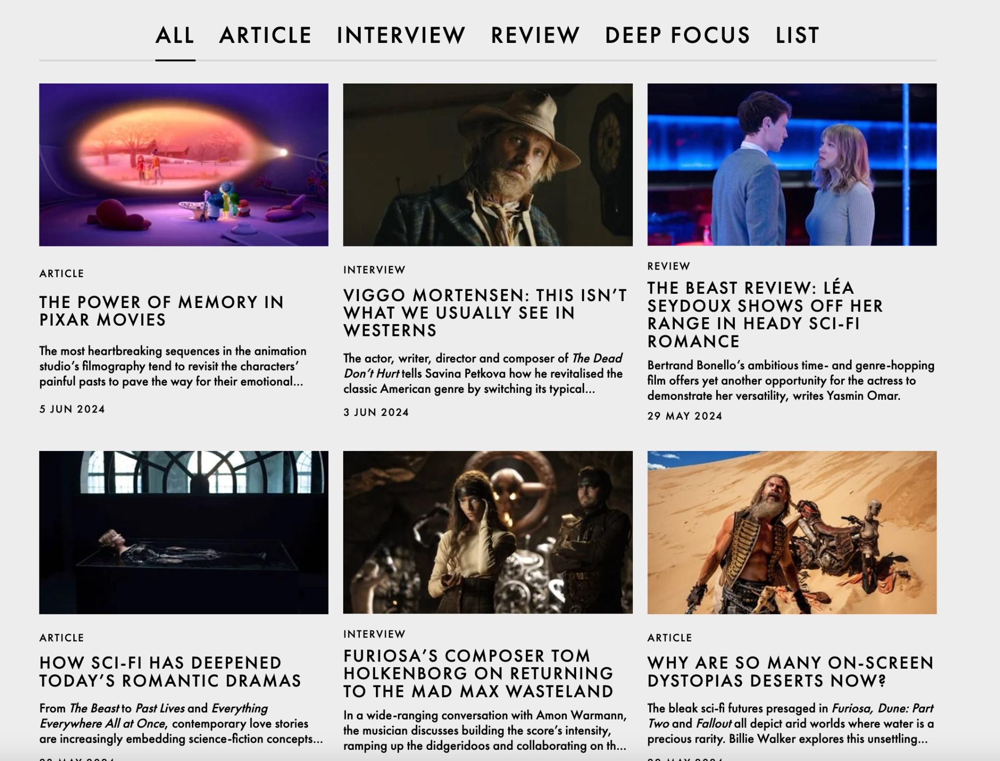 ALL ARTICLE INTERVIEW REVIEW DEEP FOCUS LIST
ARTICLE
THE POWER OF MEMORY IN
PIXAR MOVIES
The most heartbreaking sequences in the animation
studio’s filmography tend to revisit the characters’
painful pasts to pave the way for their emotional...
5 JUN 2024
INTERVIEW
VIGGO MORTENSEN: THIS ISN’T
WHAT WE USUALLY SEE IN
WESTERNS
The actor, writer, director and composer of The Dead
Don’t Hurt tells Savina Petkova how he revitalised the
classic American genre by switching its typical...
3 JUN 2024
REVIEW
THE BEAST REVIEW: LÉA
SEYDOUX SHOWS OFF HER
RANGE IN HEADY SCI-FI
ROMANCE
Bertrand Bonello’s ambitious time- and genre-hopping
film offers yet another opportunity for the actress to
demonstrate her versatility, writes Yasmin Omar.
29 MAY 2024
ARTICLE
HOW SCI-FI HAS DEEPENED
TODAY’S ROMANTIC DRAMAS
From The Beast to Past Lives and Everything
Everywhere All at Once, contemporary love stories
are increasingly embedding science-fiction concepts...
INTERVIEW
FURIOSA’S COMPOSER TOM
HOLKENBORG ON RETURNING
TO THE MAD MAX WASTELAND
In a wide-ranging conversation with Amon Warmann,
the musician discusses building the score’s intensity,
ramping up the didgeridoos and collaborating on th...
ARTICLE
WHY ARE SO MANY ON-SCREEN
DYSTOPIAS DESERTS NOW?
The bleak sci-fi futures presaged in Furiosa, Dune: Part
Two and Fallout all depict arid worlds where water is a
precious rarity. Billie Walker explores this unsettling...